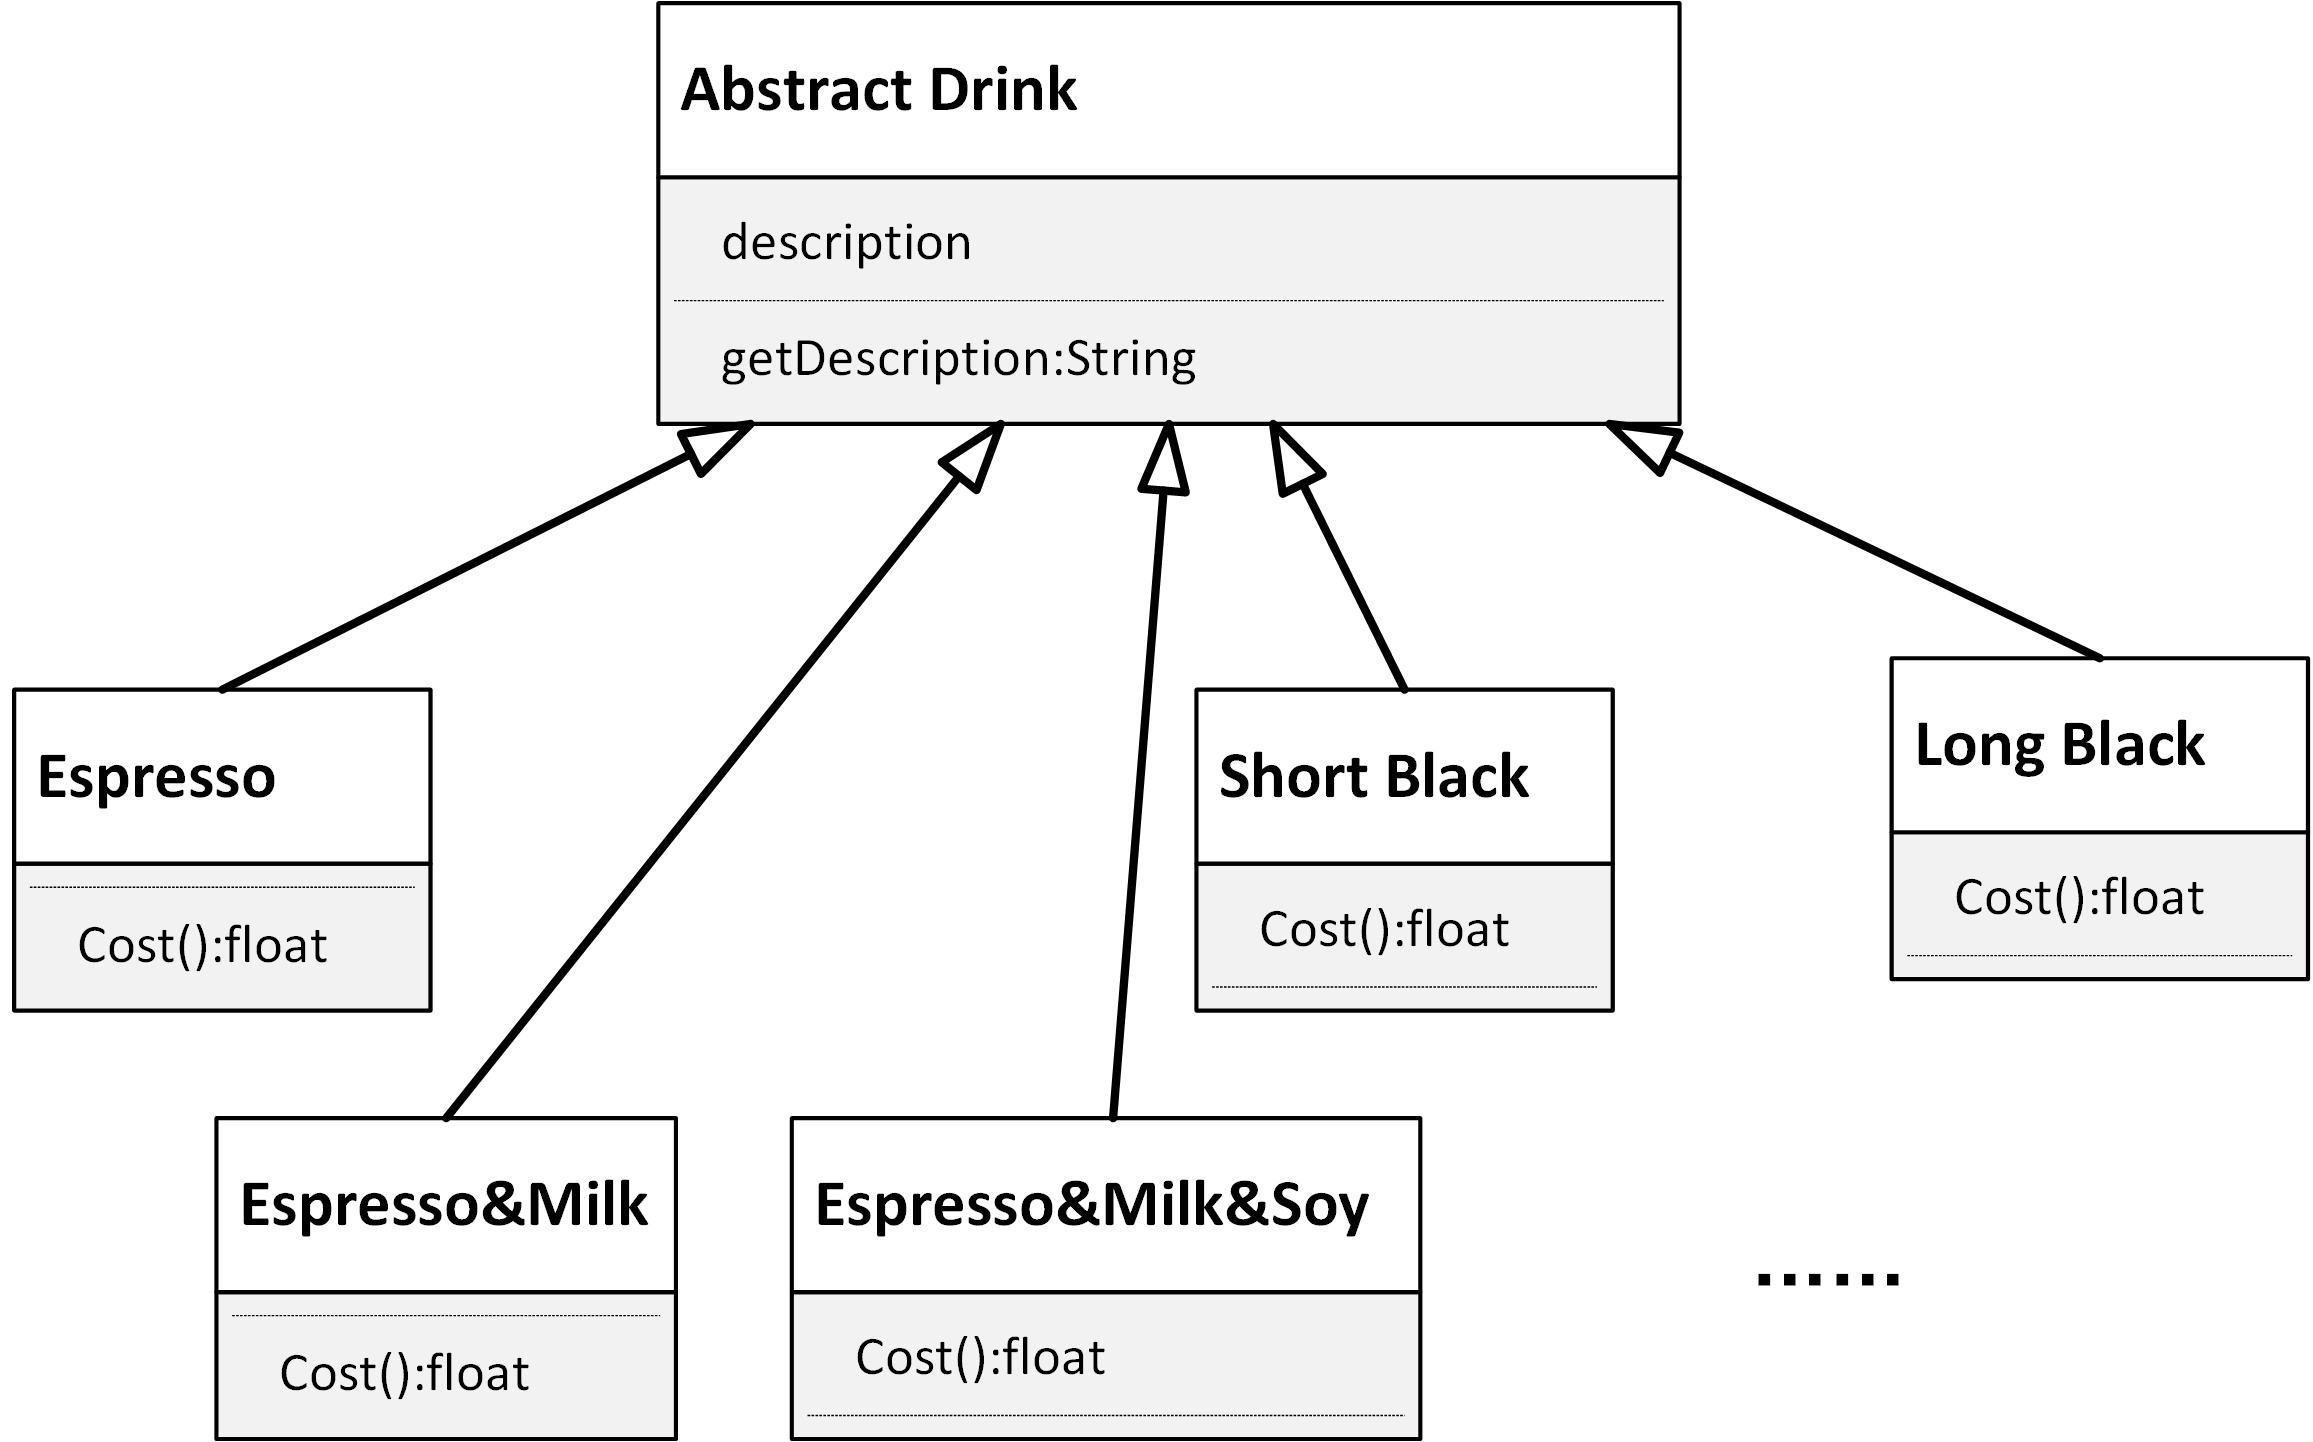 Abstract Drink
description
getDescription:String
Espresso
Cost():float
Short Black
Cost():float
Long Black
Cost():float
Espresso&Milk
Cost():float
Espresso&Milk&Soy
Cost():float
……